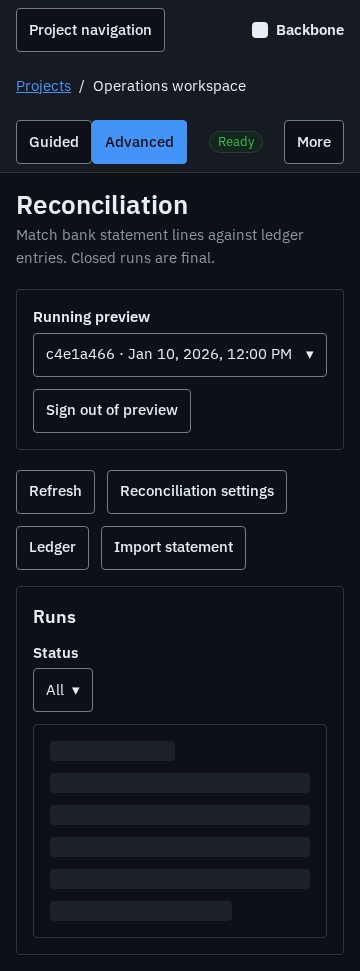 Project navigation
Backbone
Projects / Operations workspace
Guided Advanced Ready More
Reconciliation
Match bank statement lines against ledger
entries. Closed runs are final.
Running preview
c4e1a466 · Jan 10, 2026, 12:00 PM ▾
Sign out of preview
Refresh Reconciliation settings
Ledger Import statement
Runs
Status
All ▾